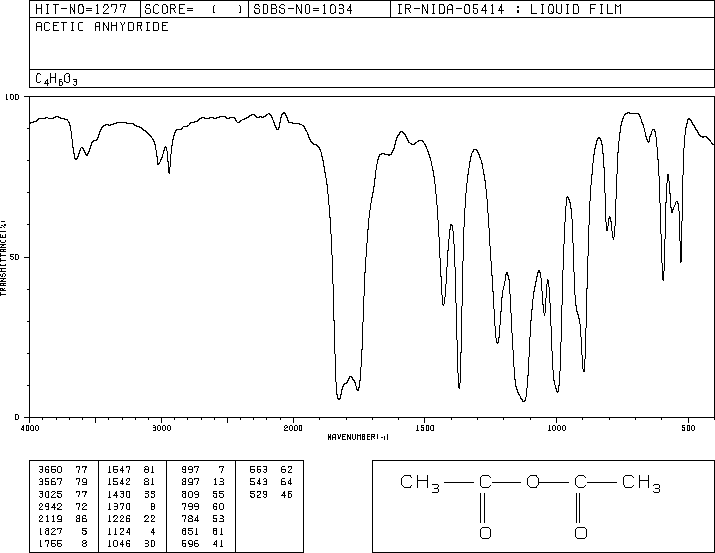 HIT-NO=1277 SCORE= ( ) SDBS-NO=1034 IR-NIDA-05414 : LIQUID FILM
ACETIC ANHYDRIDE
C4H6O3
100
50
0
TRANSMITTANCE(%)
4000 3000 2000 1500 1000 500
WAVENUMBER(-1)
3660 77 1547 81 997 7 563 62
3567 79 1542 81 897 13 543 64
3025 77 1430 35 809 55 529 46
2942 72 1370 8 799 60
2119 86 1226 22 784 53
1827 5 1124 4 651 81
1756 8 1046 30 596 41
CH3 C O C CH3
O O